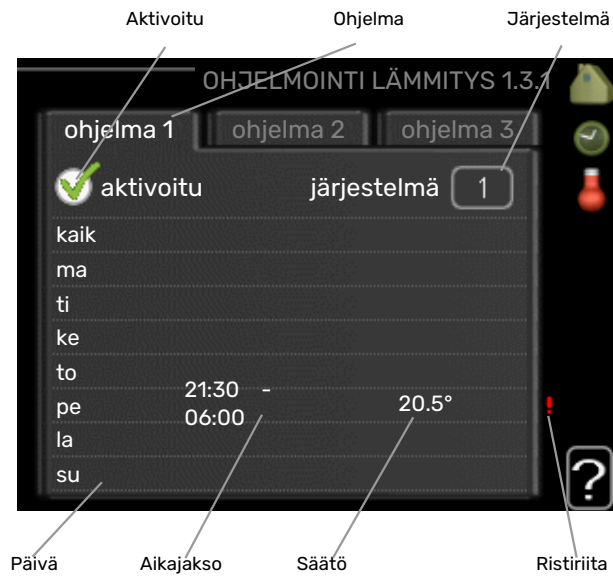 Aktivoitu Ohjelma Järjestelmä
OHJELMOINTI LÄMMITYS 1.3.1
ohjelma 1 ohjelma 2 ohjelma 3
aktivoitu järjestelmä 1
kaik
ma
ti
ke
to
21:30 -
pe 20.5° !
06:00
la
su
?
Päivä Aikajakso Säätö Ristiriita